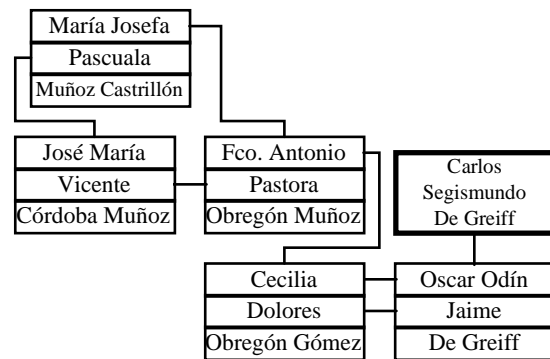 María Josefa
Pascuala
Muñoz Castrillón
José María
Vicente
Córdoba Muñoz
Fco. Antonio
Pastora
Obregón Muñoz
Carlos
Segismundo
De Greiff
Cecilia
Dolores
Obregón Gómez
Oscar Odín
Jaime
De Greiff